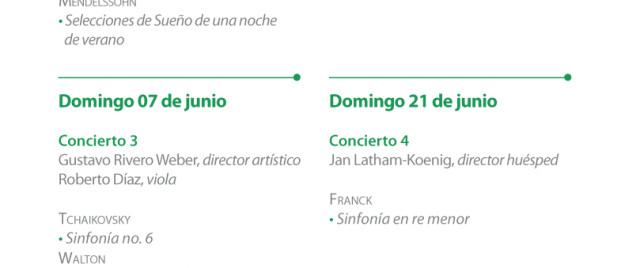 MENDELSSOHN
• Selecciones de Sueño de una noche
de verano
Domingo 07 de junio
Concierto 3
Gustavo Rivero Weber, director artístico
Roberto Díaz, viola
TCHAIKOVSKY
• Sinfonía no. 6
WALTON
Domingo 21 de junio
Concierto 4
Jan Latham-Koenig, director huésped
FRANCK
• Sinfonía en re menor